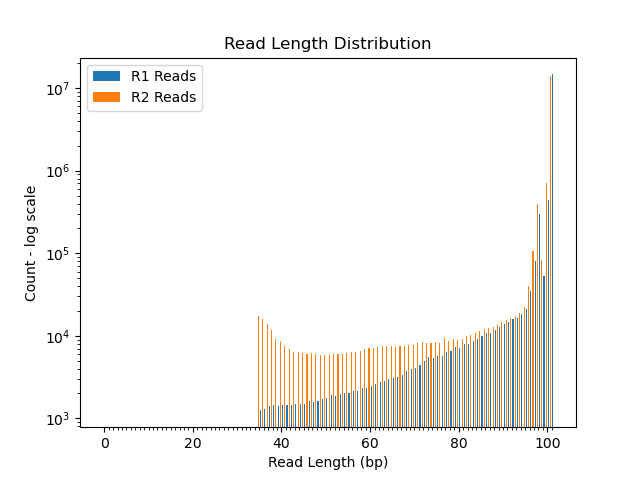 Read Length Distribution
R1 Reads
R2 Reads
Count - log scale
10⁷
10⁶
10⁵
10⁴
10³
0 20 40 60 80 100
Read Length (bp)